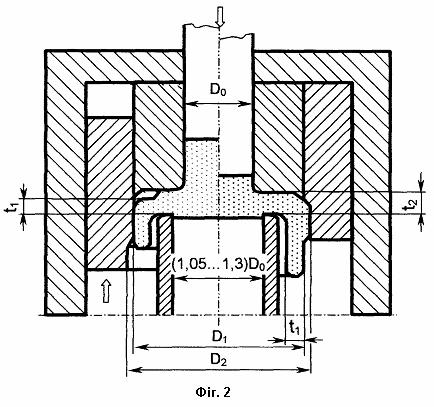 D₀
t₁
t₂
(1,05...1,3)D₀
t₁
D₁
D₂
Фіг. 2